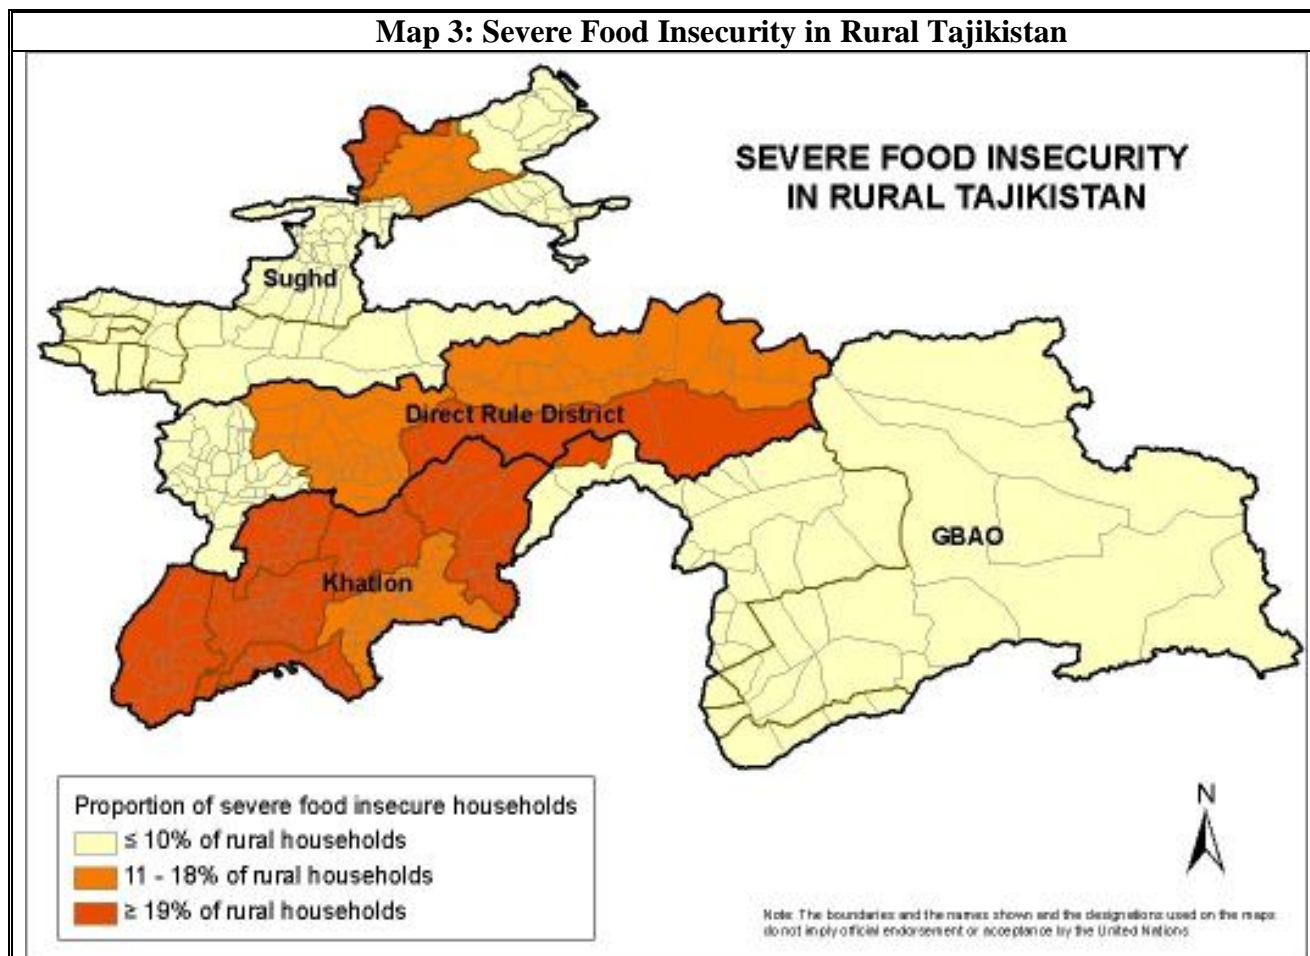 Map 3: Severe Food Insecurity in Rural Tajikistan
SEVERE FOOD INSECURITY
IN RURAL TAJIKISTAN
Sughd
Direct Rule District
GBAO
Khatlon
Proportion of severe food insecure households
≤ 10% of rural households
11 - 18% of rural households
≥ 19% of rural households
N
Note: The boundaries and the names shown and the designations used on the maps
do not imply official endorsement or acceptance by the United Nations